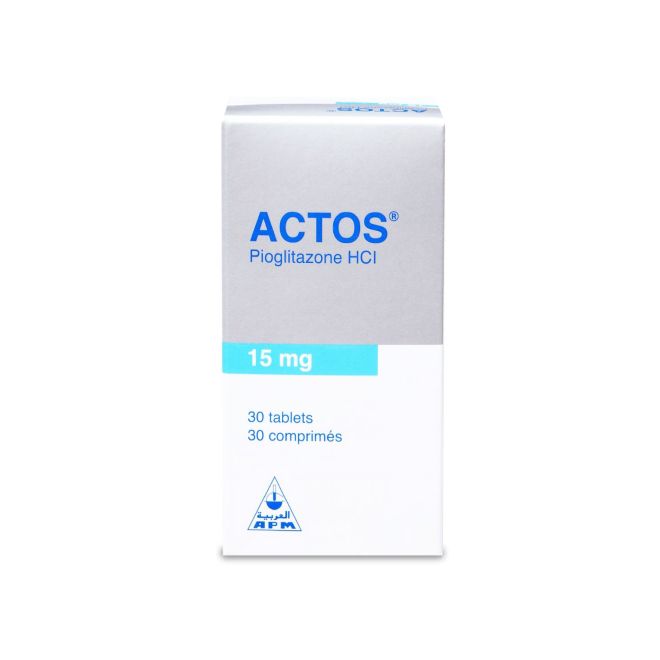 ACTOS®
Pioglitazone HCl
15 mg
30 tablets
30 comprimés
العربية
APM